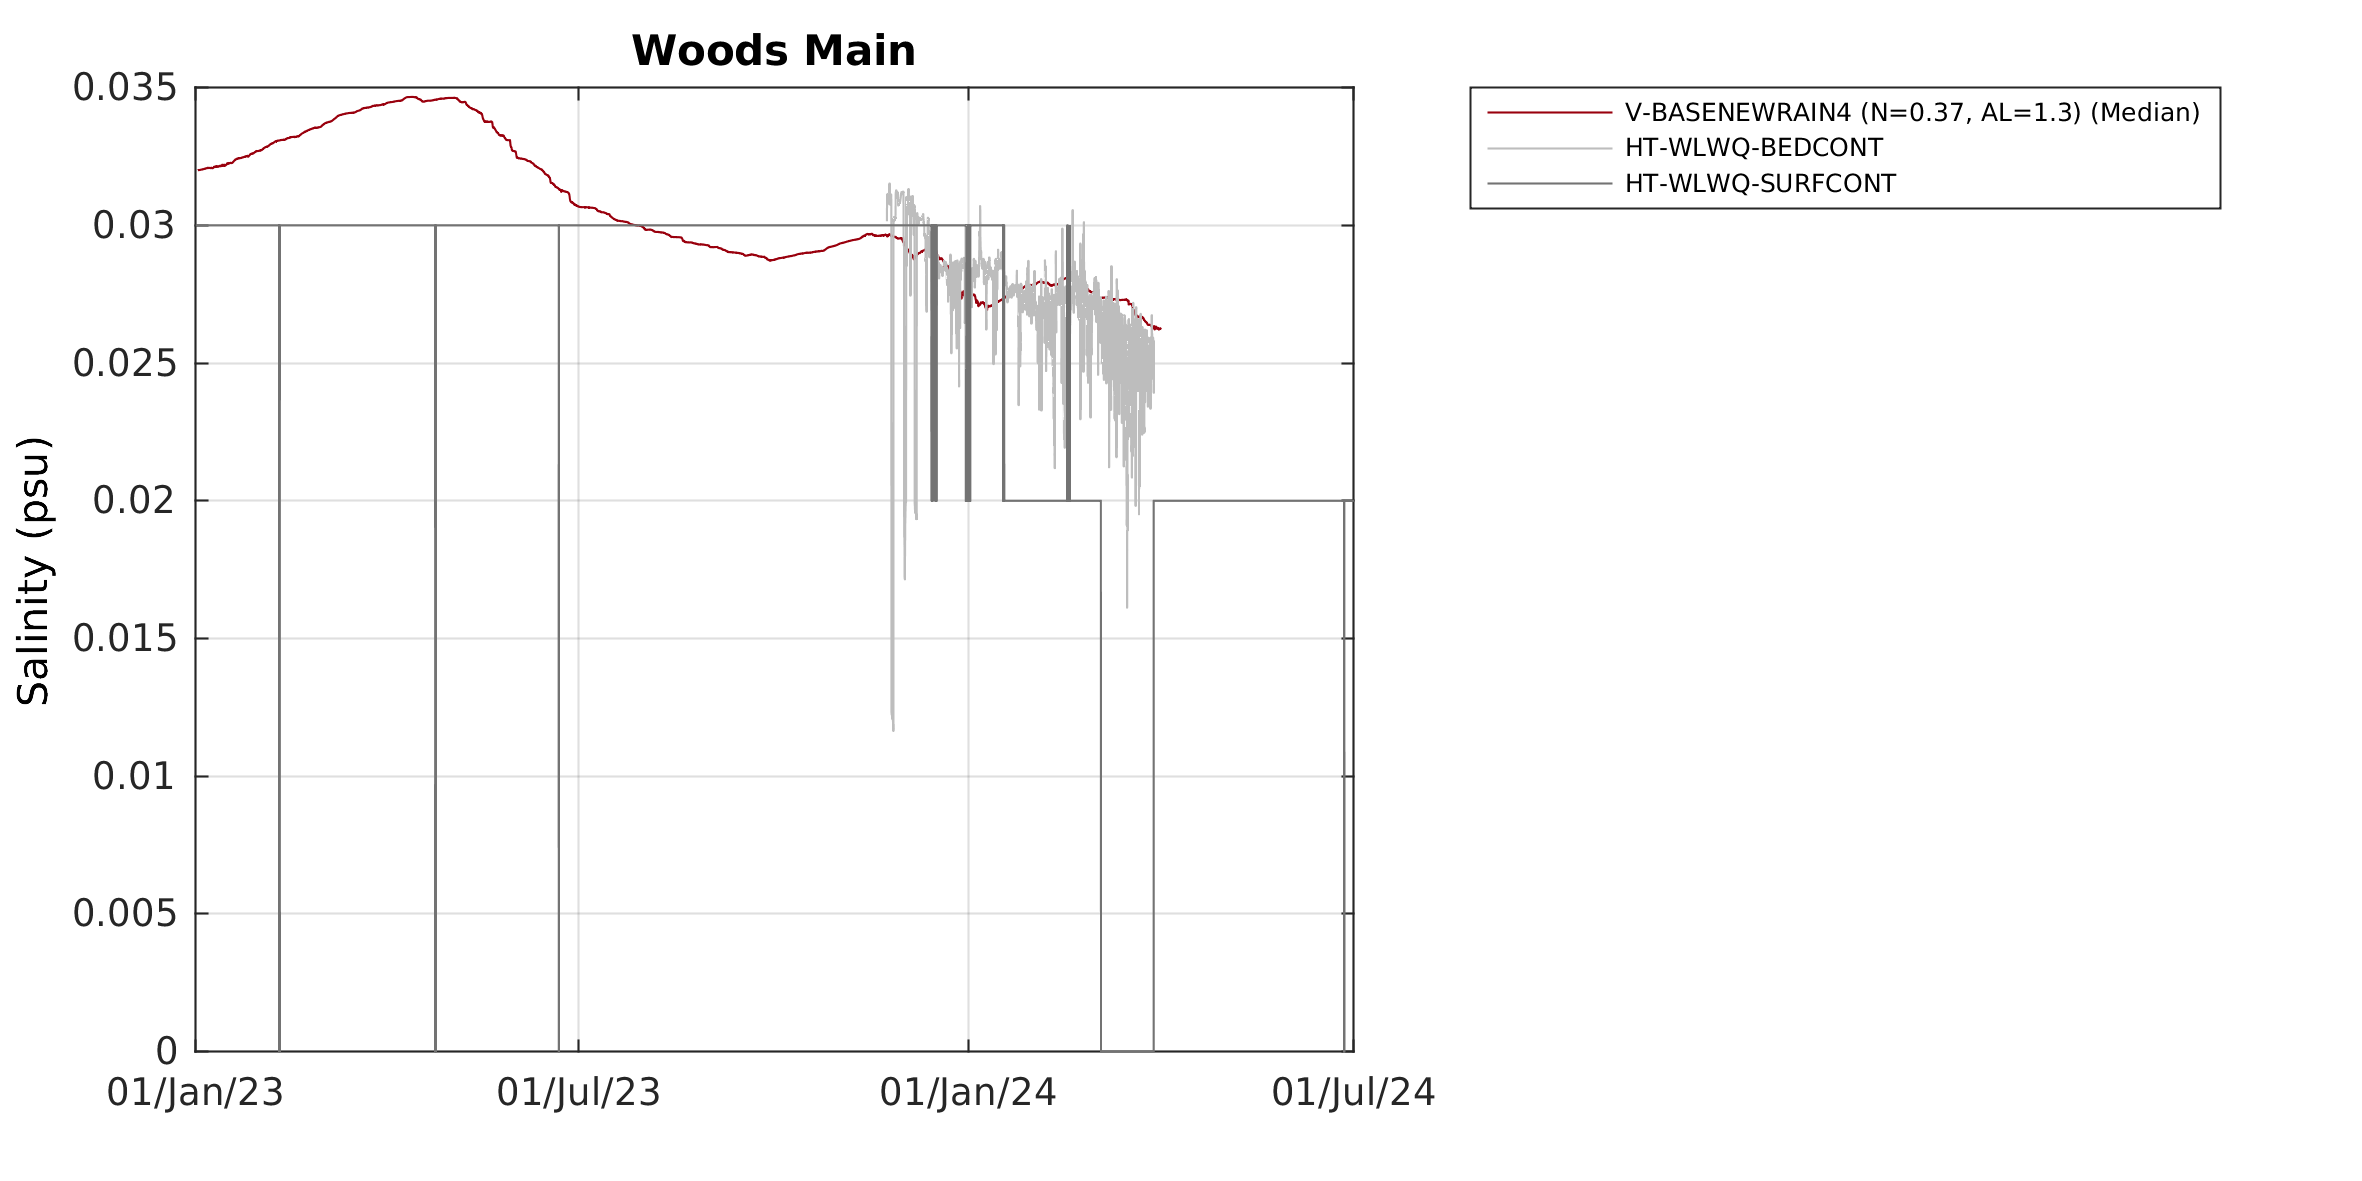 Woods Main
0.035
0.03
0.025
0.02
0.015
0.01
0.005
0
Salinity (psu)
01/Jan/23
01/Jul/23
01/Jan/24
01/Jul/24
V-BASENEWRAIN4 (N=0.37, AL=1.3) (Median)
HT-WLWQ-BEDCONT
HT-WLWQ-SURFCONT